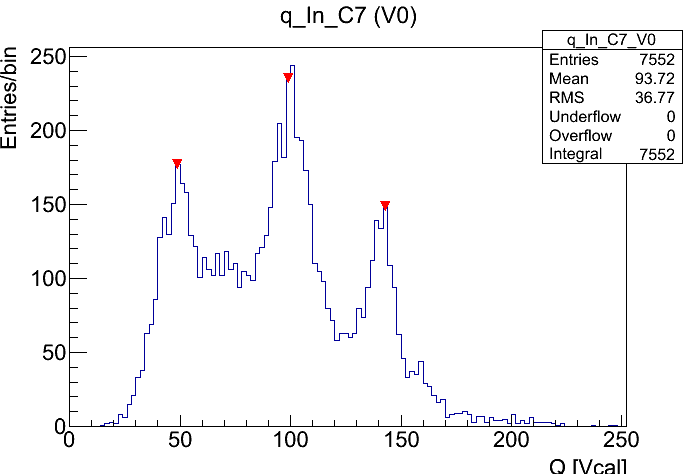 q_In_C7 (V0)
q_In_C7_V0
Entries 7552
Mean 93.72
RMS 36.77
Underflow 0
Overflow 0
Integral 7552
Entries/bin
250
200
150
100
50
0
0 50 100 150 200 250
Q [Vcal]